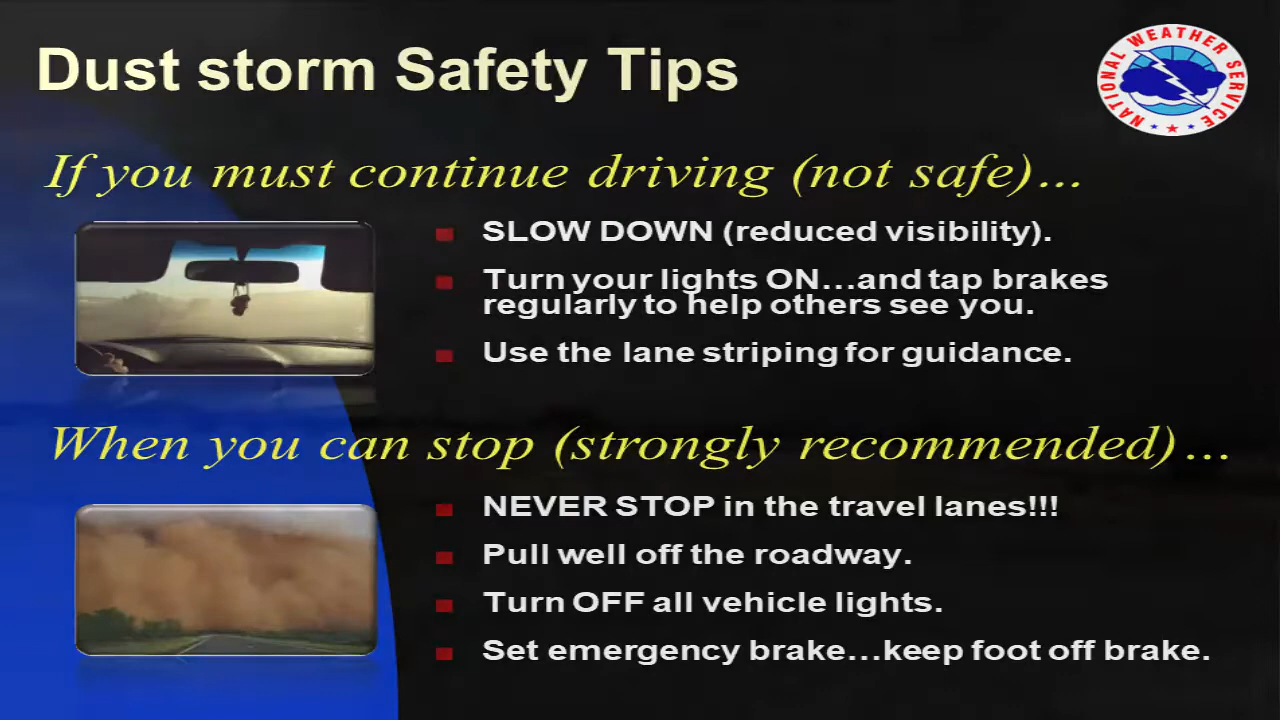 Dust storm Safety Tips
NATIONAL WEATHER SERVICE
If you must continue driving (not safe)...
SLOW DOWN (reduced visibility).
Turn your lights ON...and tap brakes
regularly to help others see you.
Use the lane striping for guidance.
When you can stop (strongly recommended)...
NEVER STOP in the travel lanes!!!
Pull well off the roadway.
Turn OFF all vehicle lights.
Set emergency brake...keep foot off brake.